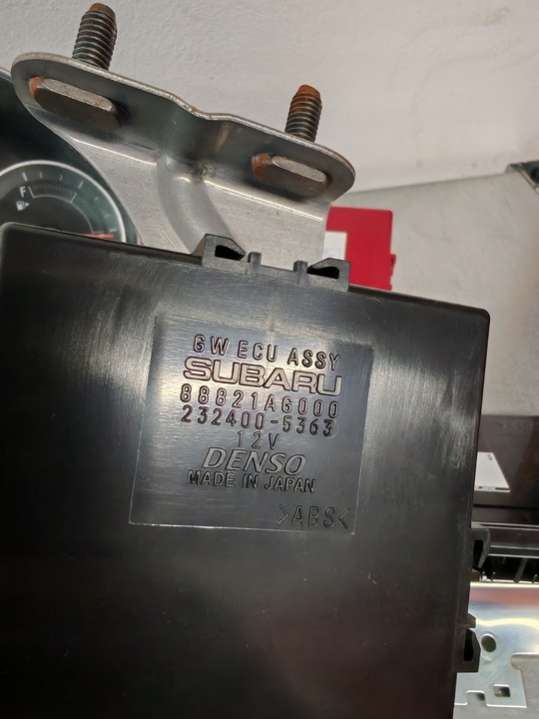 F
GW ECU ASSY
SUBARU
88821AG000
232400-5363
12V
DENSO
MADE IN JAPAN
>ABS<